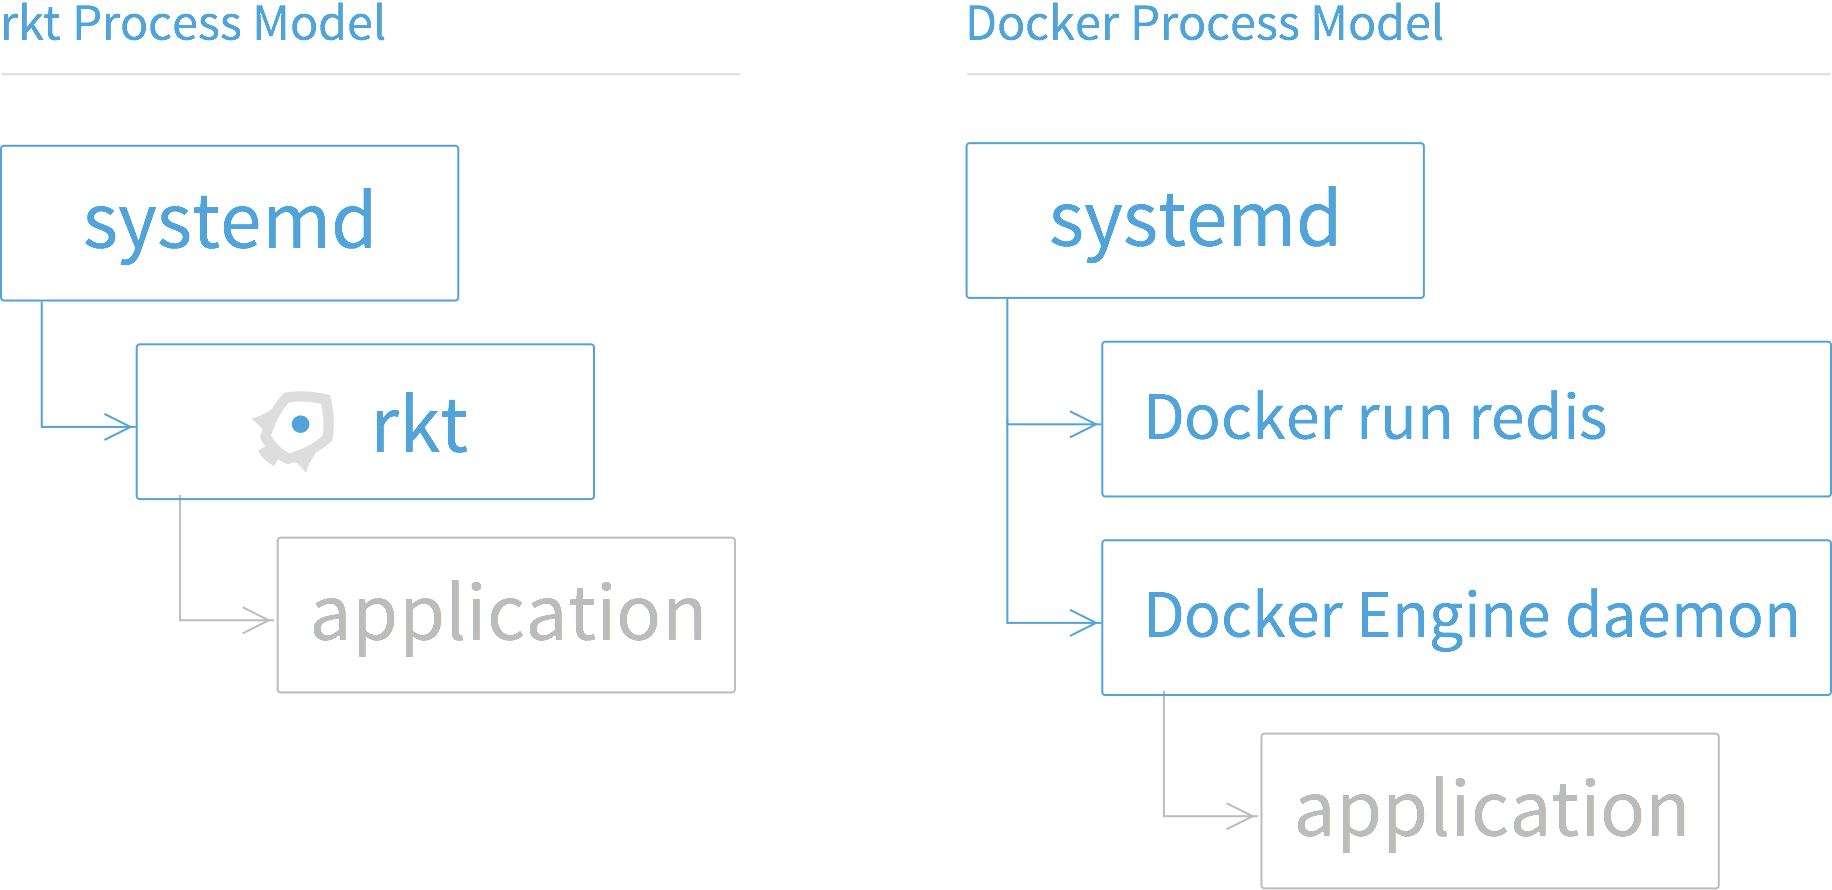 rkt Process Model
systemd
rkt
application
Docker Process Model
systemd
Docker run redis
Docker Engine daemon
application